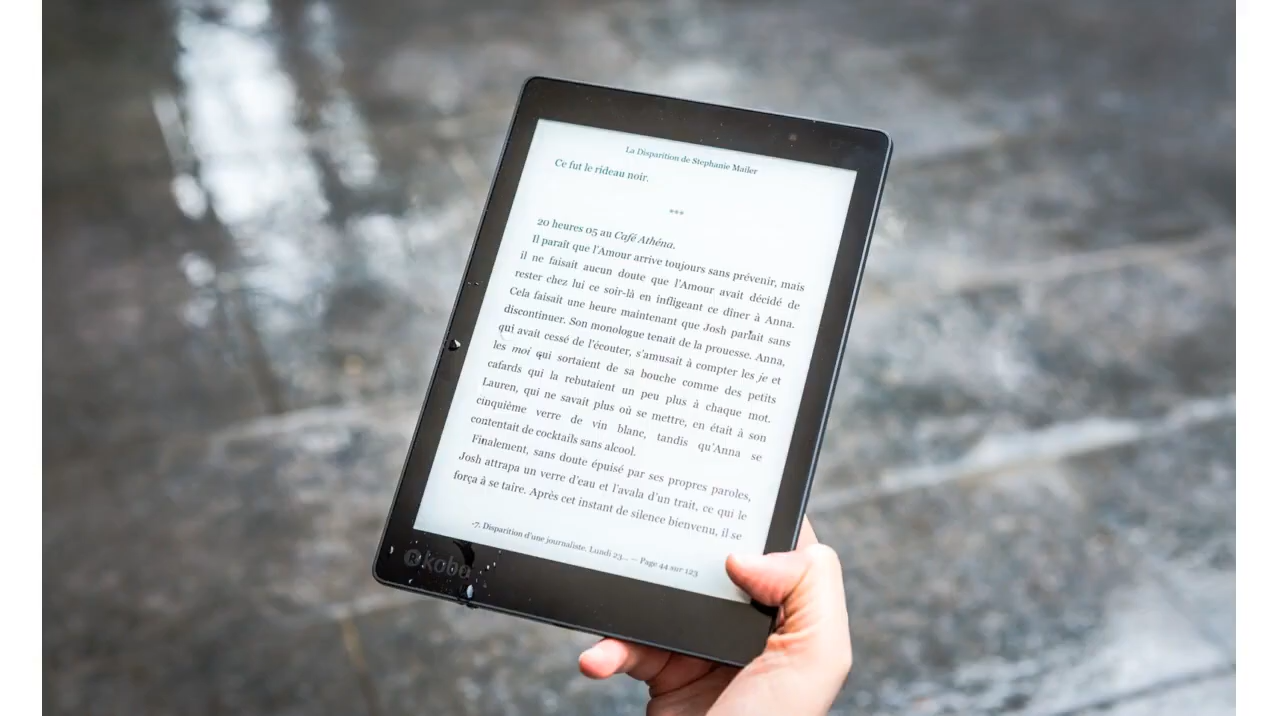 La Disparition de Stephanie Mailer
Ce fut le rideau noir.
***
20 heures 05 au Café Athéna.
Il paraît que l'Amour arrive toujours sans prévenir, mais
il ne faisait aucun doute que l'Amour avait décidé de
rester chez lui ce soir-là en infligeant ce dîner à Anna.
Cela faisait une heure maintenant que Josh parlait sans
discontinuer. Son monologue tenait de la prouesse. Anna,
qui avait cessé de l'écouter, s'amusait à compter les je et
les moi qui sortaient de sa bouche comme des petits
cafards qui la rebutaient un peu plus à chaque mot.
Lauren, qui ne savait plus où se mettre, en était à son
cinquième verre de vin blanc, tandis qu'Anna se
contentait de cocktails sans alcool.
Finalement, sans doute épuisé par ses propres paroles,
Josh attrapa un verre d'eau et l'avala d'un trait, ce qui le
força à se taire. Après cet instant de silence bienvenu, il se
-7. Disparition d'une journaliste. Lundi 23... — Page 44 sur 123
kobo